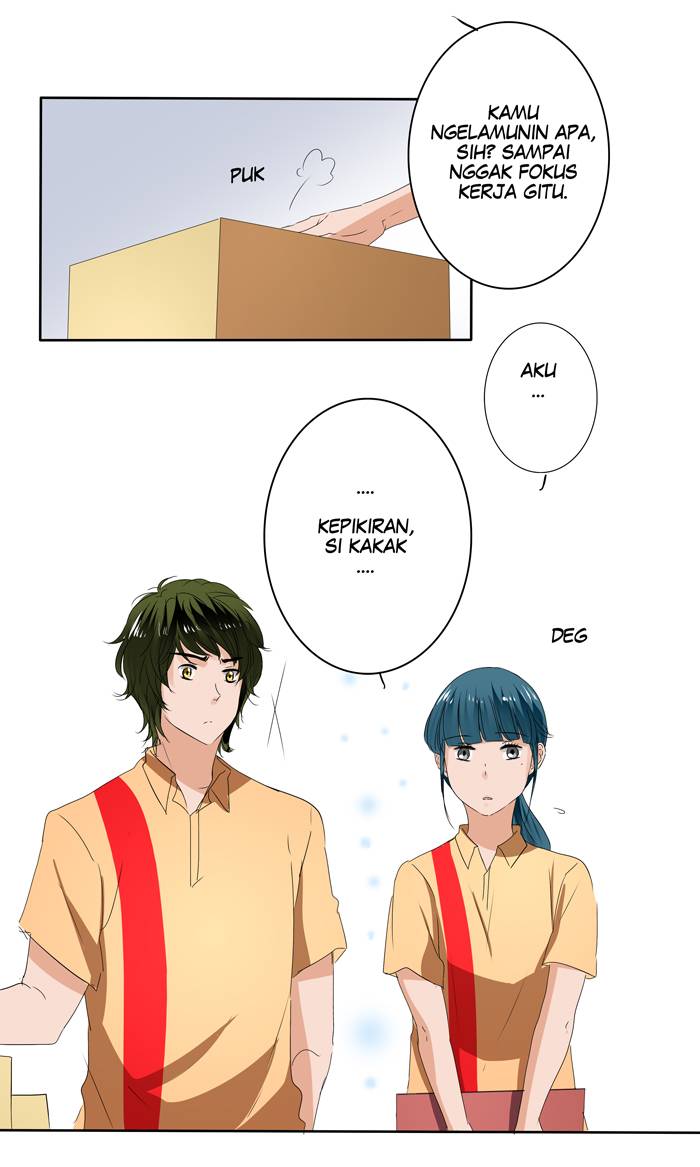 KAMU
NGELAMUNIN APA,
SIH? SAMPAI
NGGAK FOKUS
KERJA GITU.
PUK
AKU
...
....
KEPIKIRAN,
SI KAKAK
....
DEG